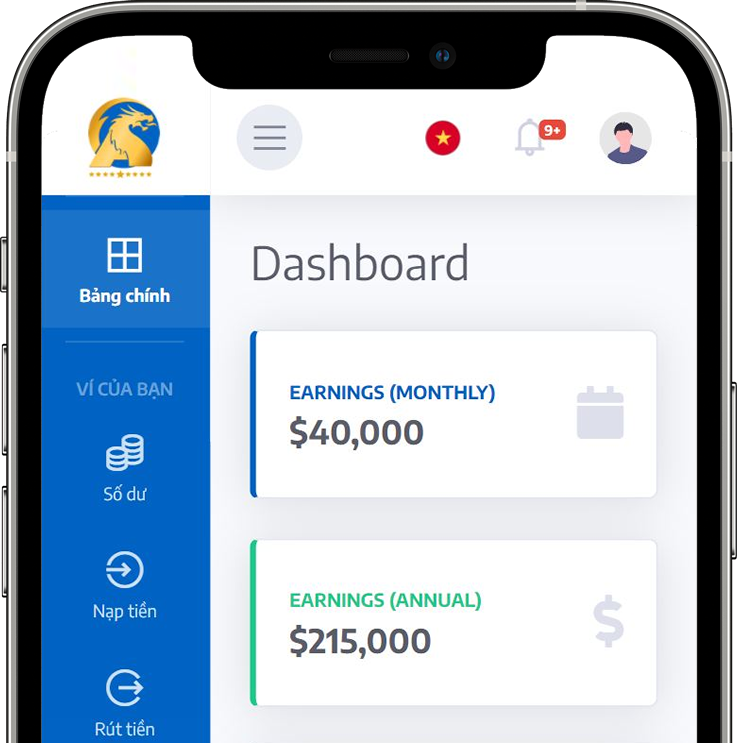 9+
Bảng chính
VÍ CỦA BẠN
Số dư
Nạp tiền
Rút tiền
Dashboard
EARNINGS (MONTHLY)
$40,000
EARNINGS (ANNUAL)
$215,000